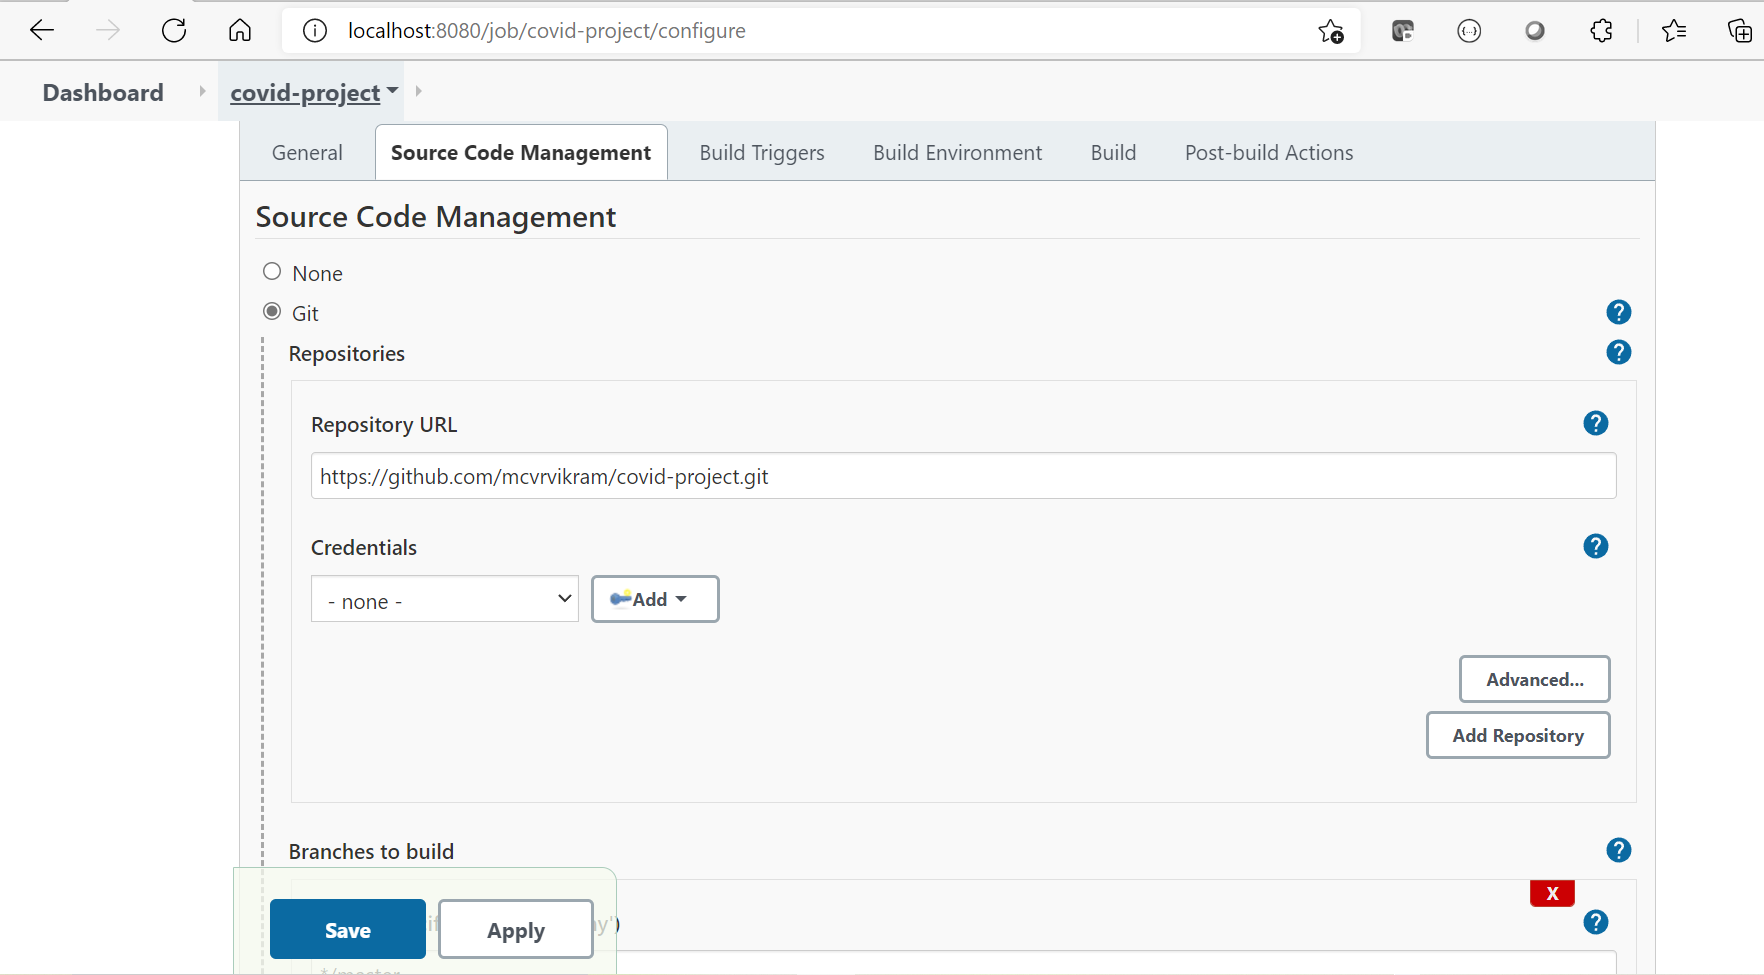 localhost:8080/job/covid-project/configure
Dashboard covid-project
General Source Code Management Build Triggers Build Environment Build Post-build Actions
Source Code Management
None
Git ?
Repositories ?
Repository URL ?
https://github.com/mcvrvikram/covid-project.git
Credentials ?
- none - Add
Advanced...
Add Repository
Branches to build ?
X
Save Apply ?